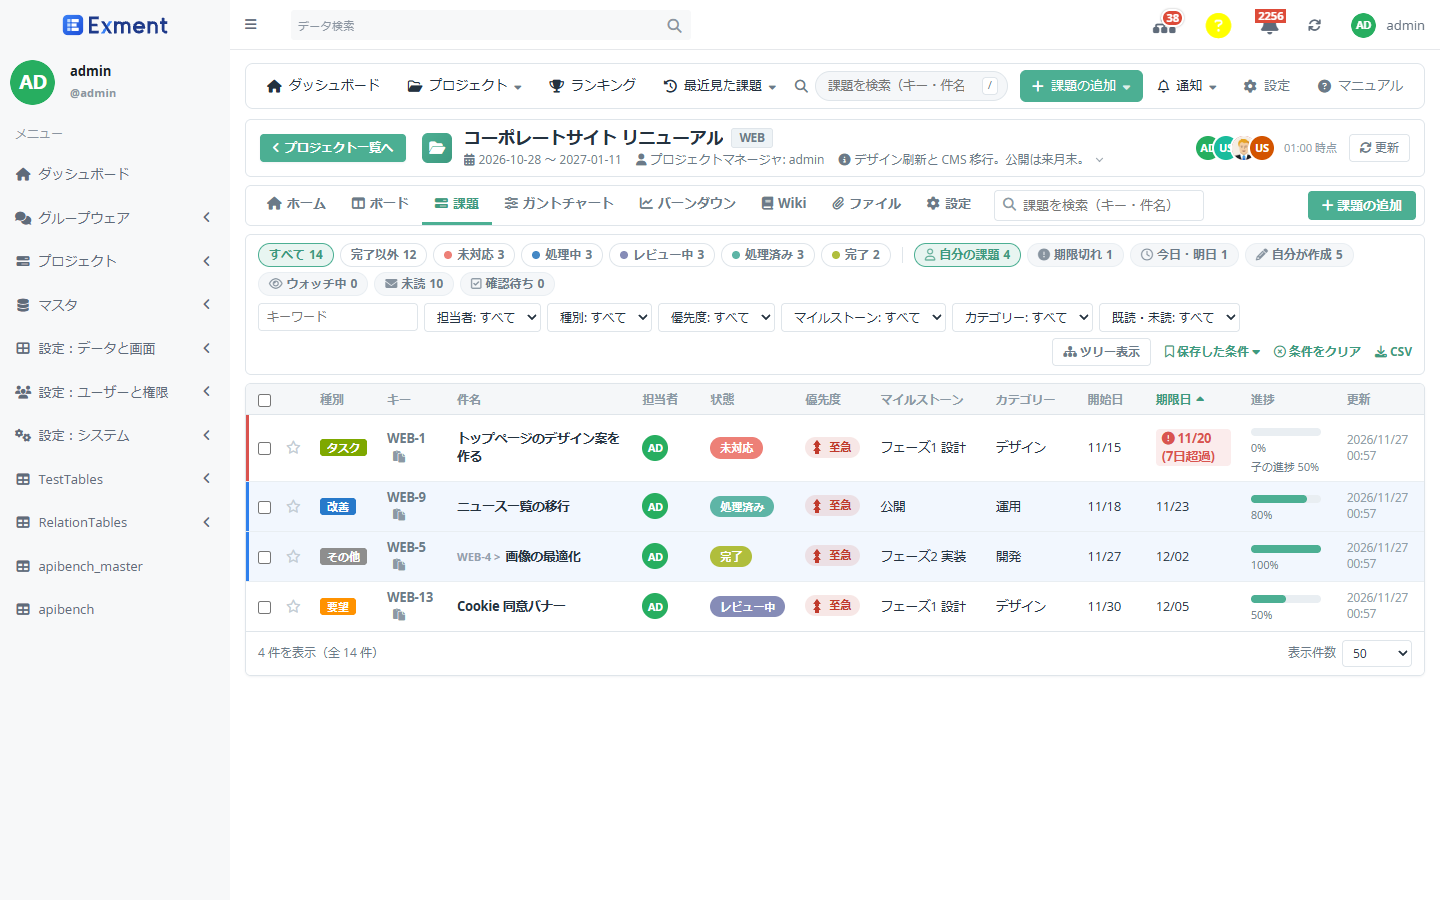 Exment
データ検索
38
?
2256
AD
admin
AD
admin
@admin
メニュー
ダッシュボード
グループウェア
プロジェクト
マスタ
設定：データと画面
設定：ユーザーと権限
設定：システム
TestTables
RelationTables
apibench_master
apibench
ダッシュボード
プロジェクト
ランキング
最近見た課題
課題を検索（キー・件名
/
課題の追加
通知
設定
マニュアル
プロジェクト一覧へ
コーポレートサイト リニューアル WEB
2026-10-28 〜 2027-01-11 プロジェクトマネージャ: admin デザイン刷新と CMS 移行。公開は来月末。
US
01:00 時点
更新
ホーム
ボード
課題
ガントチャート
バーンダウン
Wiki
ファイル
設定
課題を検索（キー・件名）
課題の追加
すべて 14
完了以外 12
未対応 3
処理中 3
レビュー中 3
処理済み 3
完了 2
自分の課題 4
期限切れ 1
今日・明日 1
自分が作成 5
ウォッチ中 0
未読 10
確認待ち 0
キーワード
担当者: すべて
種別: すべて
優先度: すべて
マイルストーン: すべて
カテゴリー: すべて
既読・未読: すべて
ツリー表示
保存した条件
条件をクリア
CSV
種別 キー 件名 担当者 状態 優先度 マイルストーン カテゴリー 開始日 期限日 進捗 更新
タスク WEB-1 トップページのデザイン案を作る AD 未対応 至急 フェーズ1 設計 デザイン 11/15 11/20 (7日超過) 0% 子の進捗 50% 2026/11/27 00:57
改善 WEB-9 ニュース一覧の移行 AD 処理済み 至急 公開 運用 11/18 11/23 80% 2026/11/27 00:57
その他 WEB-5 WEB-4 > 画像の最適化 AD 完了 至急 フェーズ2 実装 開発 11/27 12/02 100% 2026/11/27 00:57
要望 WEB-13 Cookie 同意バナー AD レビュー中 至急 フェーズ1 設計 デザイン 11/30 12/05 50% 2026/11/27 00:57
4 件を表示（全 14 件）
表示件数 50